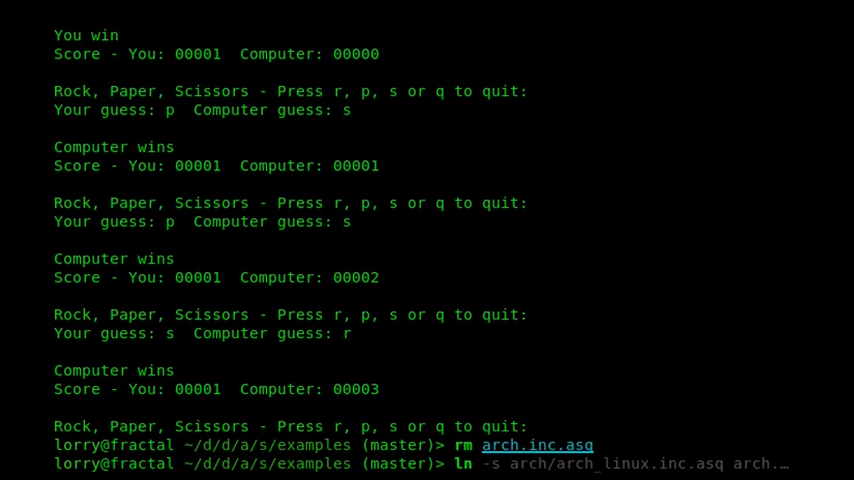 You win
Score - You: 00001  Computer: 00000
Rock, Paper, Scissors - Press r, p, s or q to quit:
Your guess: p  Computer guess: s
Computer wins
Score - You: 00001  Computer: 00001
Rock, Paper, Scissors - Press r, p, s or q to quit:
Your guess: p  Computer guess: s
Computer wins
Score - You: 00001  Computer: 00002
Rock, Paper, Scissors - Press r, p, s or q to quit:
Your guess: s  Computer guess: r
Computer wins
Score - You: 00001  Computer: 00003
Rock, Paper, Scissors - Press r, p, s or q to quit:
lorry@fractal ~/d/d/a/s/examples (master)> rm arch.inc.asq
lorry@fractal ~/d/d/a/s/examples (master)> ln -s arch/arch_linux.inc.asq arch.…